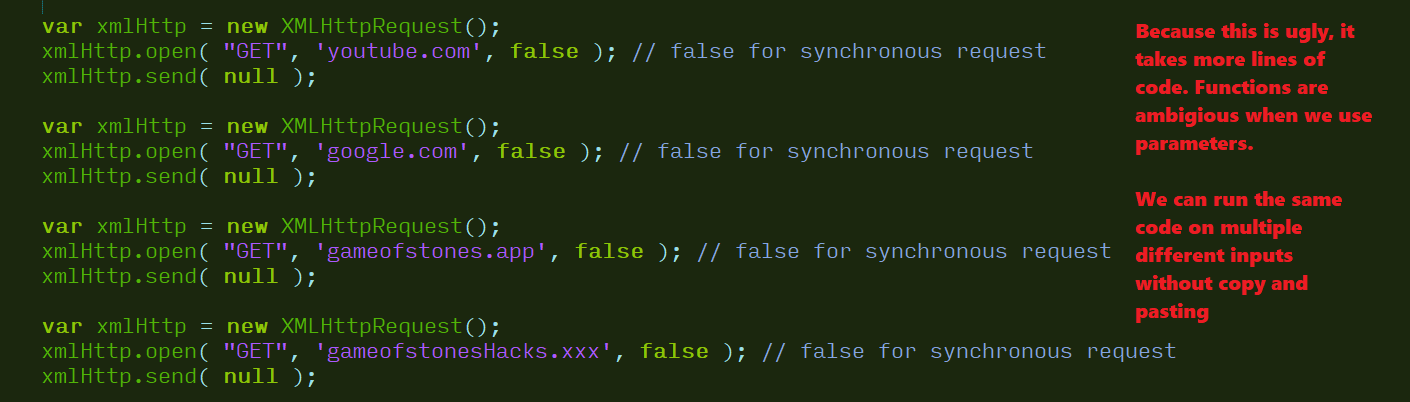 var xmlHttp = new XMLHttpRequest();
xmlHttp.open( "GET", 'youtube.com', false ); // false for synchronous request
xmlHttp.send( null );
var xmlHttp = new XMLHttpRequest();
xmlHttp.open( "GET", 'google.com', false ); // false for synchronous request
xmlHttp.send( null );
var xmlHttp = new XMLHttpRequest();
xmlHttp.open( "GET", 'gameofstones.app', false ); // false for synchronous request
xmlHttp.send( null );
var xmlHttp = new XMLHttpRequest();
xmlHttp.open( "GET", 'gameofstonesHacks.xxx', false ); // false for synchronous request
xmlHttp.send( null );
Because this is ugly, it
takes more lines of
code. Functions are
ambigious when we use
parameters.
We can run the same
code on multiple
different inputs
without copy and
pasting